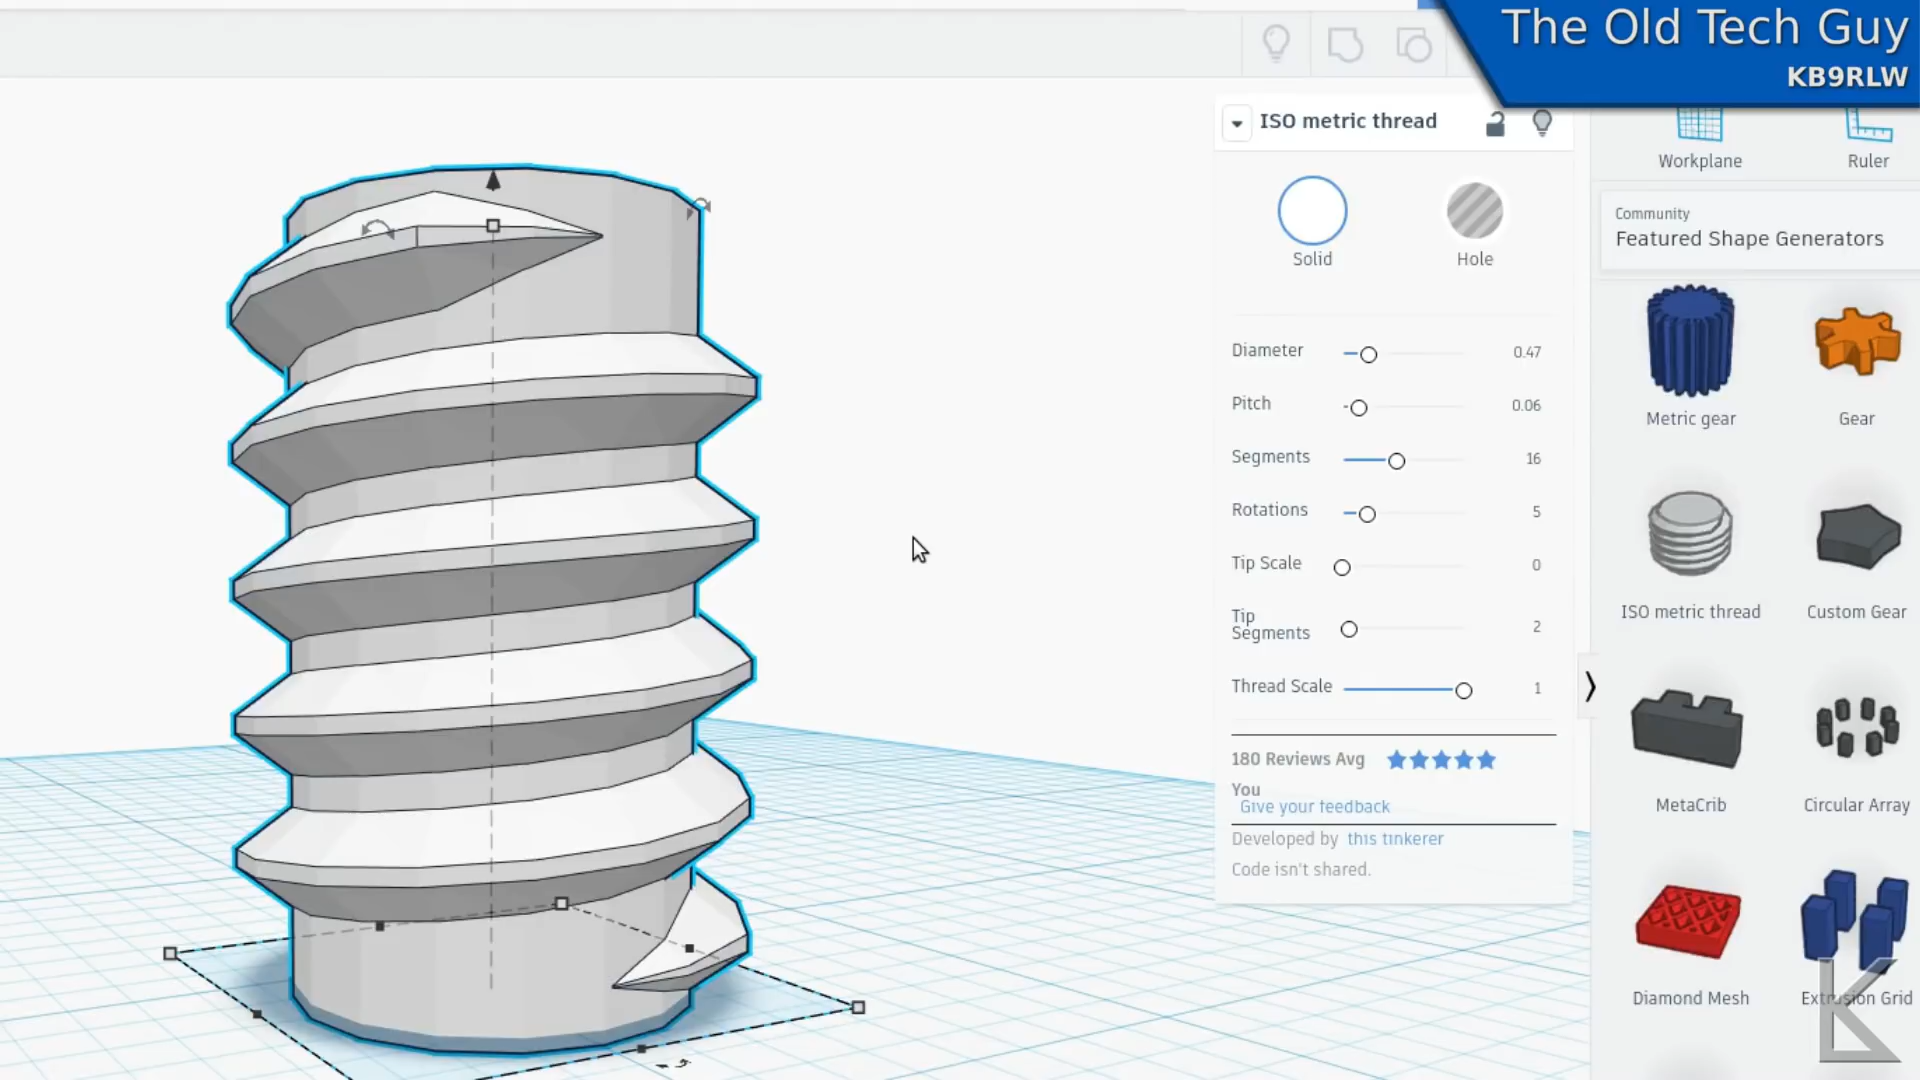 The Old Tech Guy
KB9RLW
ISO metric thread
Solid
Hole
Diameter 0.47
Pitch 0.06
Segments 16
Rotations 5
Tip Scale 0
Tip
Segments 2
Thread Scale 1
180 Reviews Avg
You
Give your feedback
Developed by this tinkerer
Code isn't shared.
Workplane
Ruler
Community
Featured Shape Generators
Metric gear
Gear
ISO metric thread
Custom Gear
MetaCrib
Circular Array
Diamond Mesh
Extrusion Grid
K